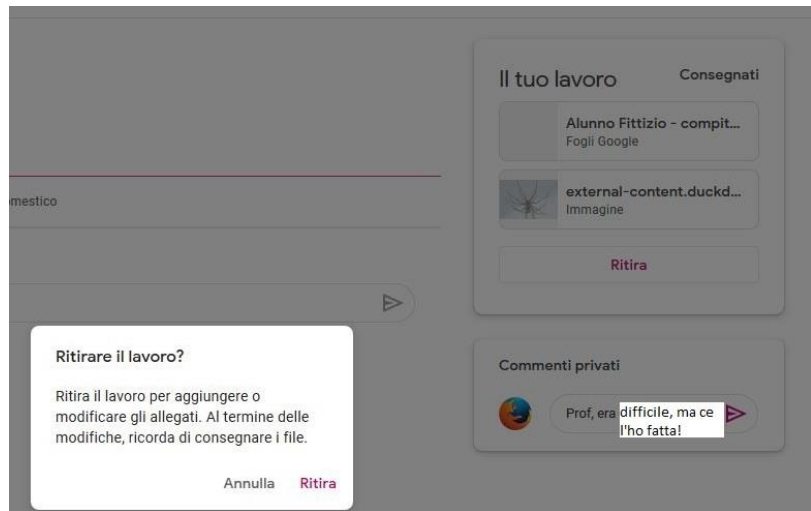 Il tuo lavoro
Consegnati
Alunno Fittizio - compit...
Fogli Google
external-content.duckd...
Immagine
Ritira
omestico
Ritirare il lavoro?
Ritira il lavoro per aggiungere o
modificare gli allegati. Al termine delle
modifiche, ricorda di consegnare i file.
Annulla
Ritira
Commenti privati
Prof, era difficile, ma ce
l'ho fatta!